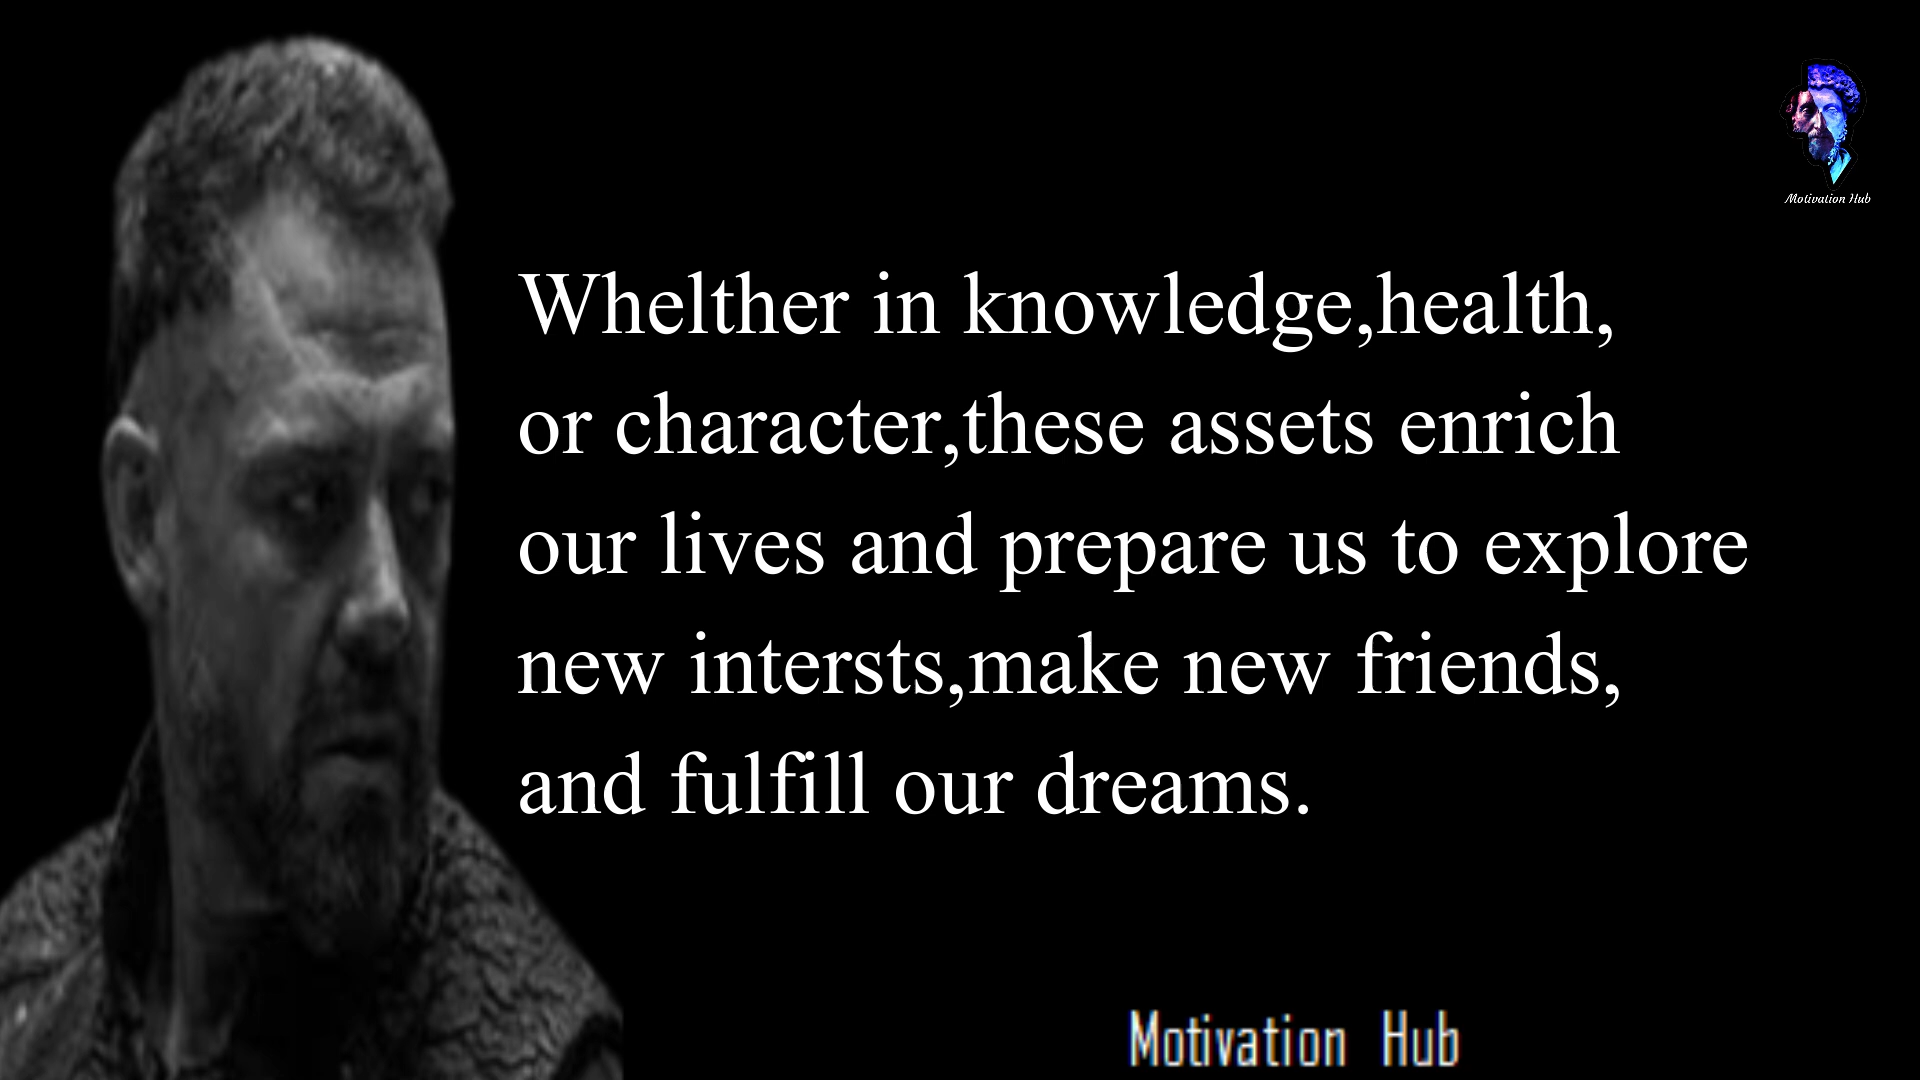 Motivation Hub
Whelther in knowledge,health,
or character,these assets enrich
our lives and prepare us to explore
new intersts,make new friends,
and fulfill our dreams.
Motivation Hub